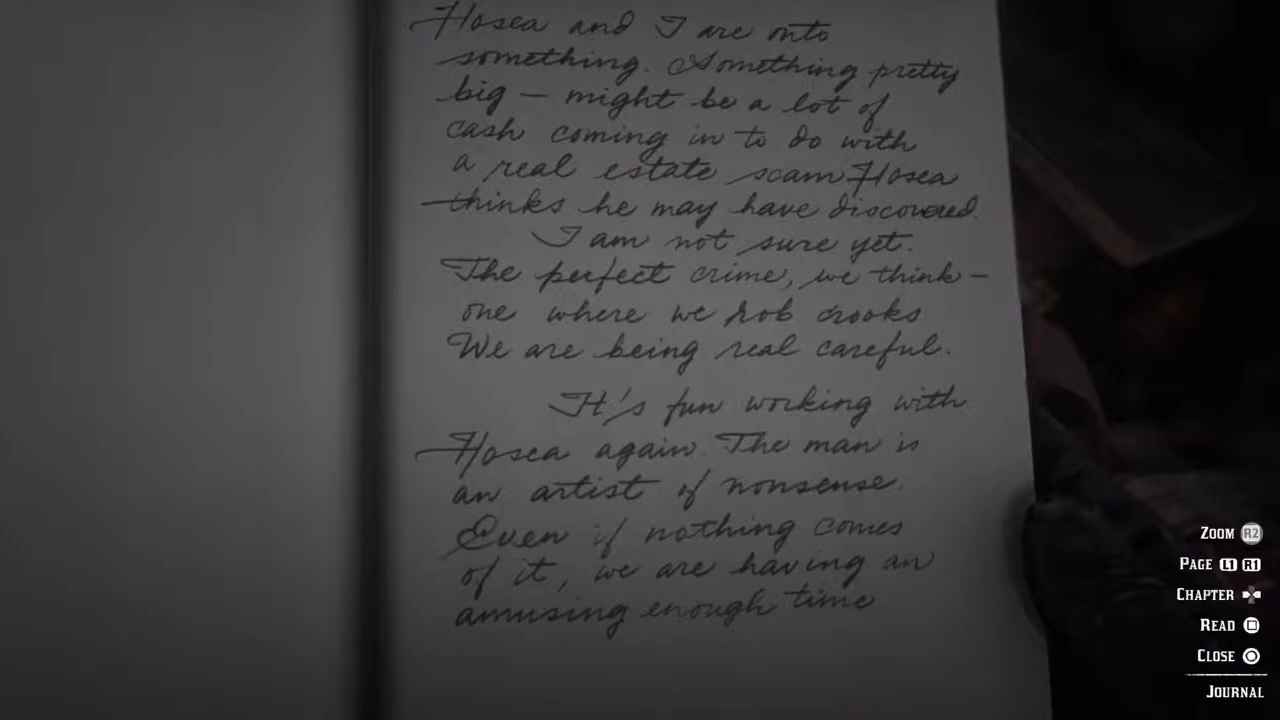 Hosea and I are onto
something. Something pretty
big – might be a lot of
cash coming in to do with
a real estate scam Hosea
thinks he may have discovered.
I am not sure yet.
The perfect crime, we think –
one where we rob crooks
We are being real careful.
It's fun working with
Hosea again. The man is
an artist of nonsense.
Even if nothing comes
of it, we are having an
amusing enough time
ZOOM R2
PAGE L1 R1
CHAPTER
READ
CLOSE
JOURNAL